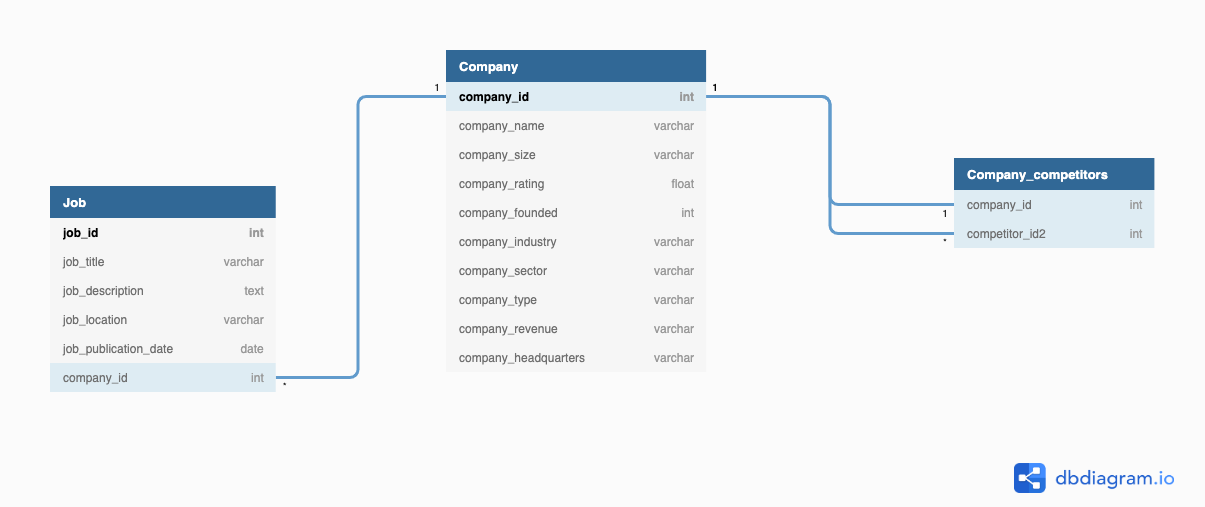 Company
1
company_id int
1
company_name varchar
company_size varchar
company_rating float
company_founded int
company_industry varchar
company_sector varchar
company_type varchar
company_revenue varchar
company_headquarters varchar
Job
job_id int
job_title varchar
job_description text
job_location varchar
job_publication_date date
company_id int
*
Company_competitors
company_id int
1
competitor_id2 int
*
dbdiagram.io